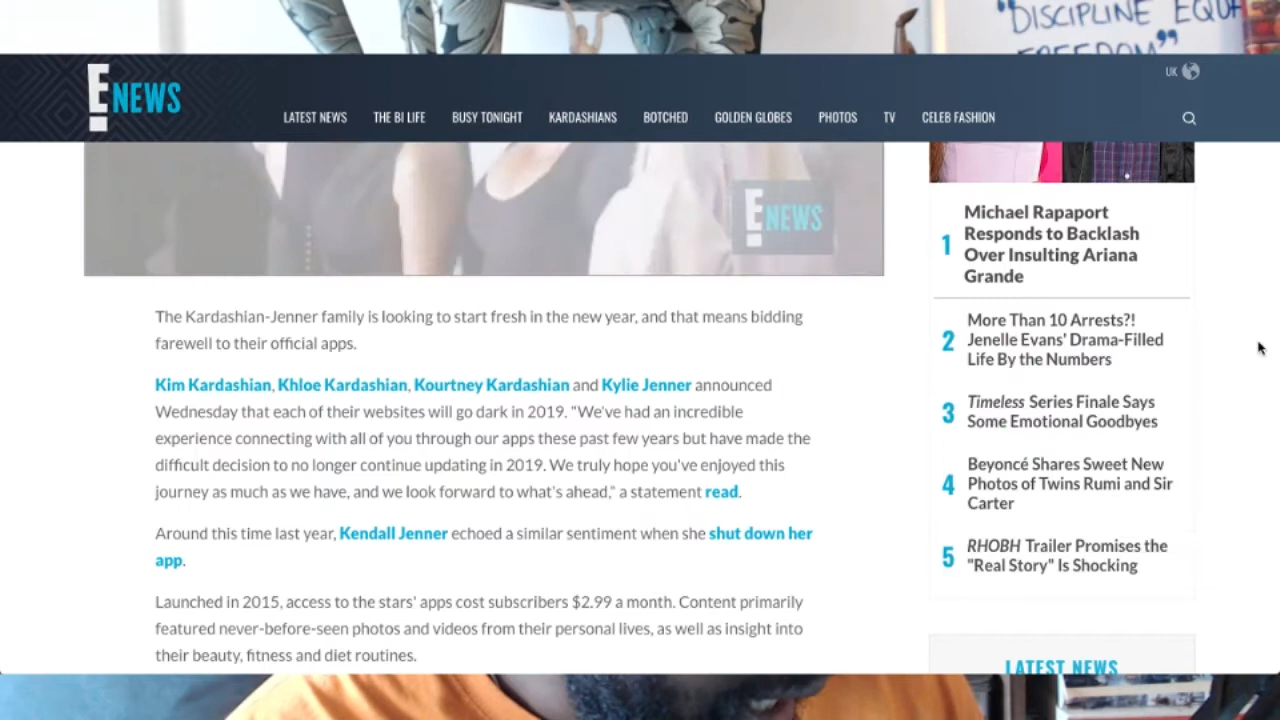 "DISCIPLINE EQUA
FREEDOM"
E! NEWS
UK
LATEST NEWS THE BI LIFE BUSY TONIGHT KARDASHIANS BOTCHED GOLDEN GLOBES PHOTOS TV CELEB FASHION
E! NEWS
The Kardashian-Jenner family is looking to start fresh in the new year, and that means bidding
farewell to their official apps.
Kim Kardashian, Khloe Kardashian, Kourtney Kardashian and Kylie Jenner announced
Wednesday that each of their websites will go dark in 2019. "We've had an incredible
experience connecting with all of you through our apps these past few years but have made the
difficult decision to no longer continue updating in 2019. We truly hope you've enjoyed this
journey as much as we have, and we look forward to what's ahead," a statement read.
Around this time last year, Kendall Jenner echoed a similar sentiment when she shut down her
app.
Launched in 2015, access to the stars' apps cost subscribers $2.99 a month. Content primarily
featured never-before-seen photos and videos from their personal lives, as well as insight into
their beauty, fitness and diet routines.
1
Michael Rapaport
Responds to Backlash
Over Insulting Ariana
Grande
2
More Than 10 Arrests?!
Jenelle Evans' Drama-Filled
Life By the Numbers
3
Timeless Series Finale Says
Some Emotional Goodbyes
4
Beyoncé Shares Sweet New
Photos of Twins Rumi and Sir
Carter
5
RHOBH Trailer Promises the
"Real Story" Is Shocking
LATEST NEWS